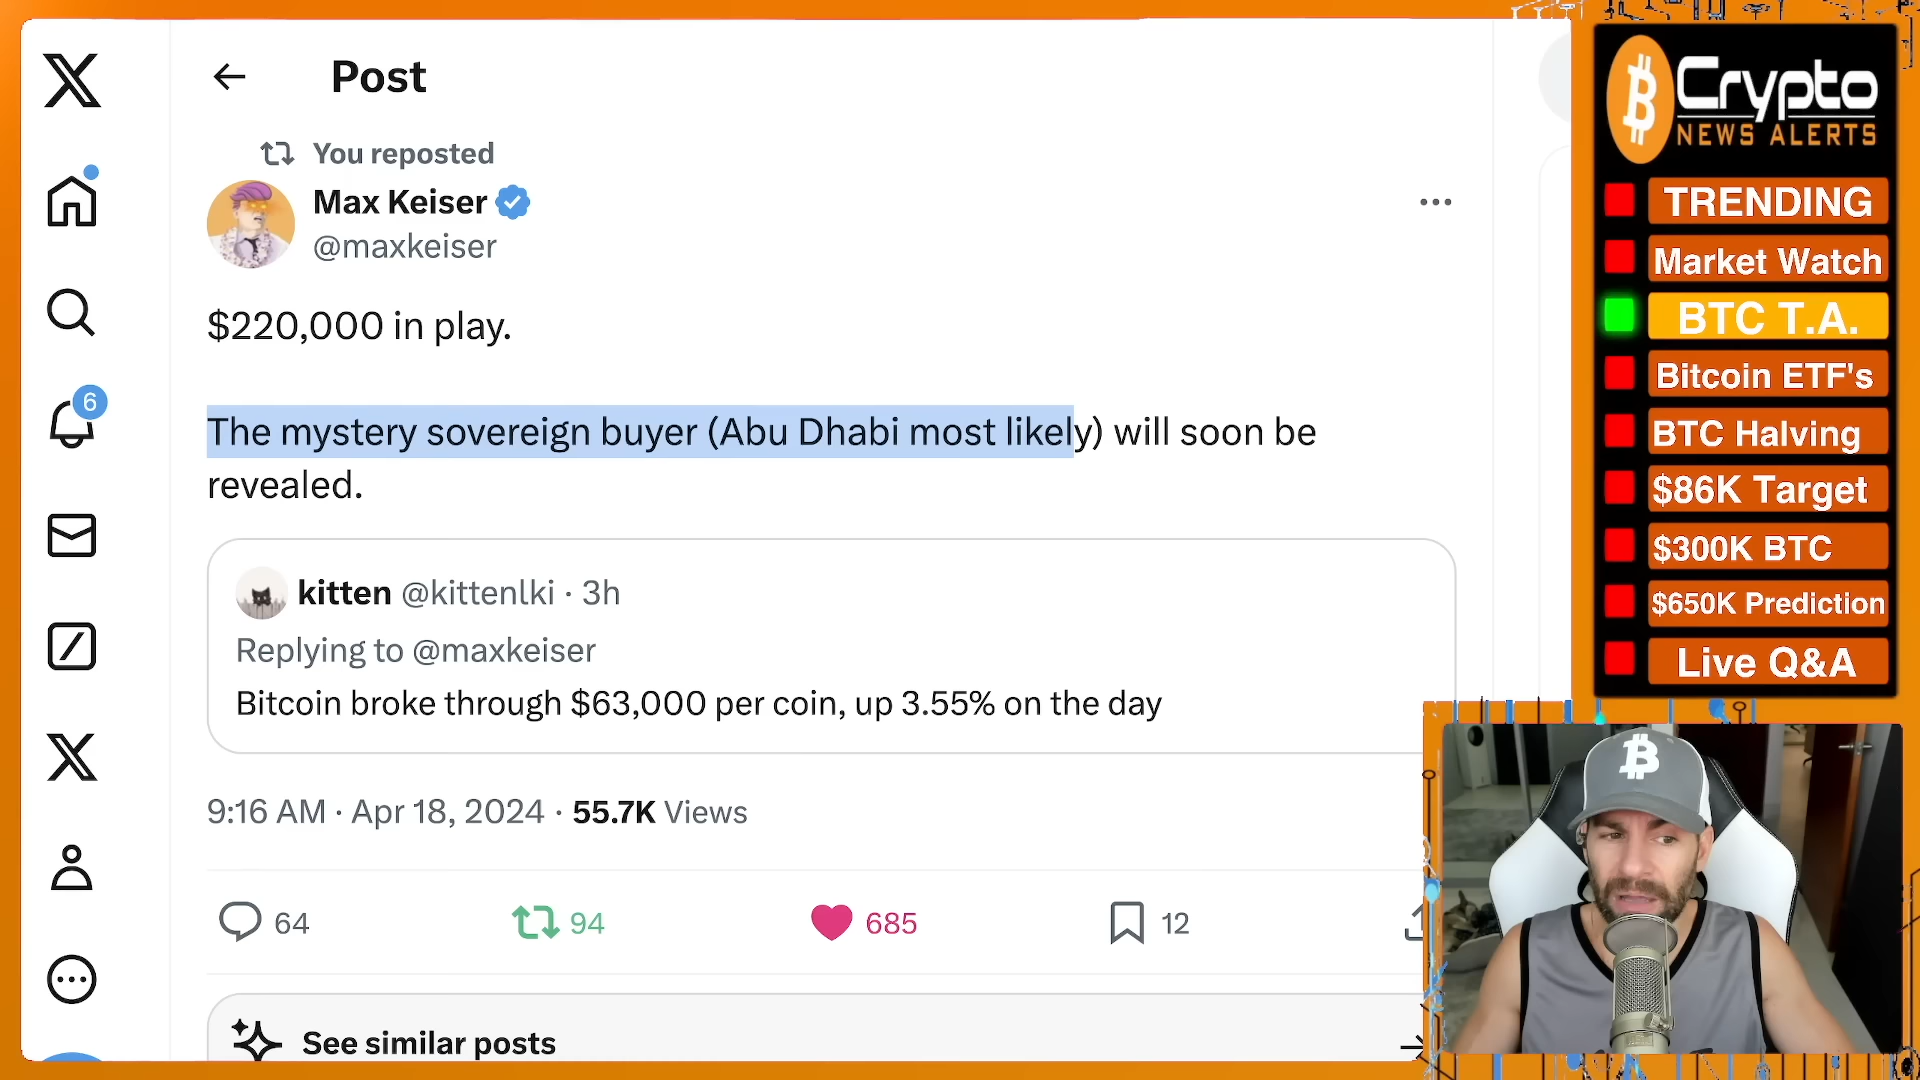 Post
You reposted
Max Keiser
@maxkeiser
$220,000 in play.
The mystery sovereign buyer (Abu Dhabi most likely) will soon be
revealed.
kitten @kittenlki · 3h
Replying to @maxkeiser
Bitcoin broke through $63,000 per coin, up 3.55% on the day
9:16 AM · Apr 18, 2024 · 55.7K Views
64 94 685 12
See similar posts
6
Crypto
NEWS ALERTS
TRENDING
Market Watch
BTC T.A.
Bitcoin ETF's
BTC Halving
$86K Target
$300K BTC
$650K Prediction
Live Q&A